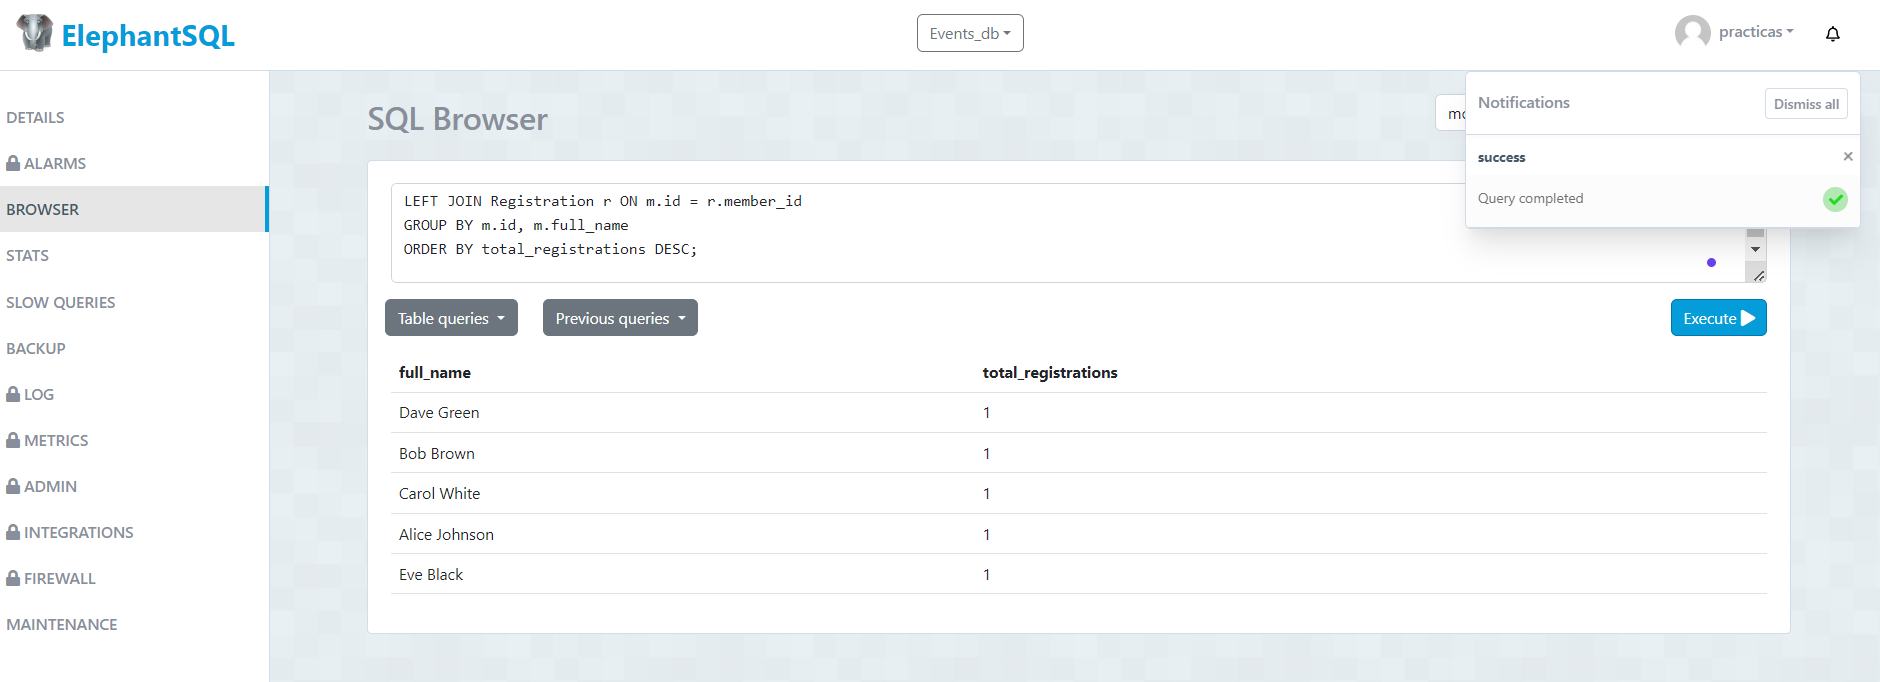 ElephantSQL
Events_db
practicas
DETAILS
ALARMS
BROWSER
STATS
SLOW QUERIES
BACKUP
LOG
METRICS
ADMIN
INTEGRATIONS
FIREWALL
MAINTENANCE
SQL Browser
Notifications
Dismiss all
success
Query completed
LEFT JOIN Registration r ON m.id = r.member_id
GROUP BY m.id, m.full_name
ORDER BY total_registrations DESC;
Table queries
Previous queries
Execute
full_name total_registrations
Dave Green 1
Bob Brown 1
Carol White 1
Alice Johnson 1
Eve Black 1